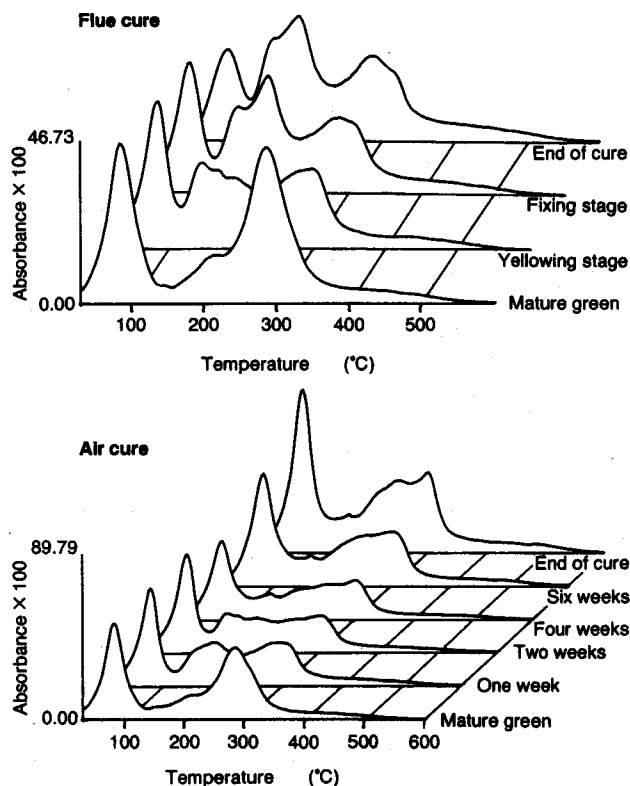 Flue cure
46.73
Absorbance × 100
0.00
End of cure
Fixing stage
Yellowing stage
Mature green
100 200 300 400 500
Temperature (°C)
Air cure
89.79
Absorbance × 100
0.00
End of cure
Six weeks
Four weeks
Two weeks
One week
Mature green
100 200 300 400 500 600
Temperature (°C)